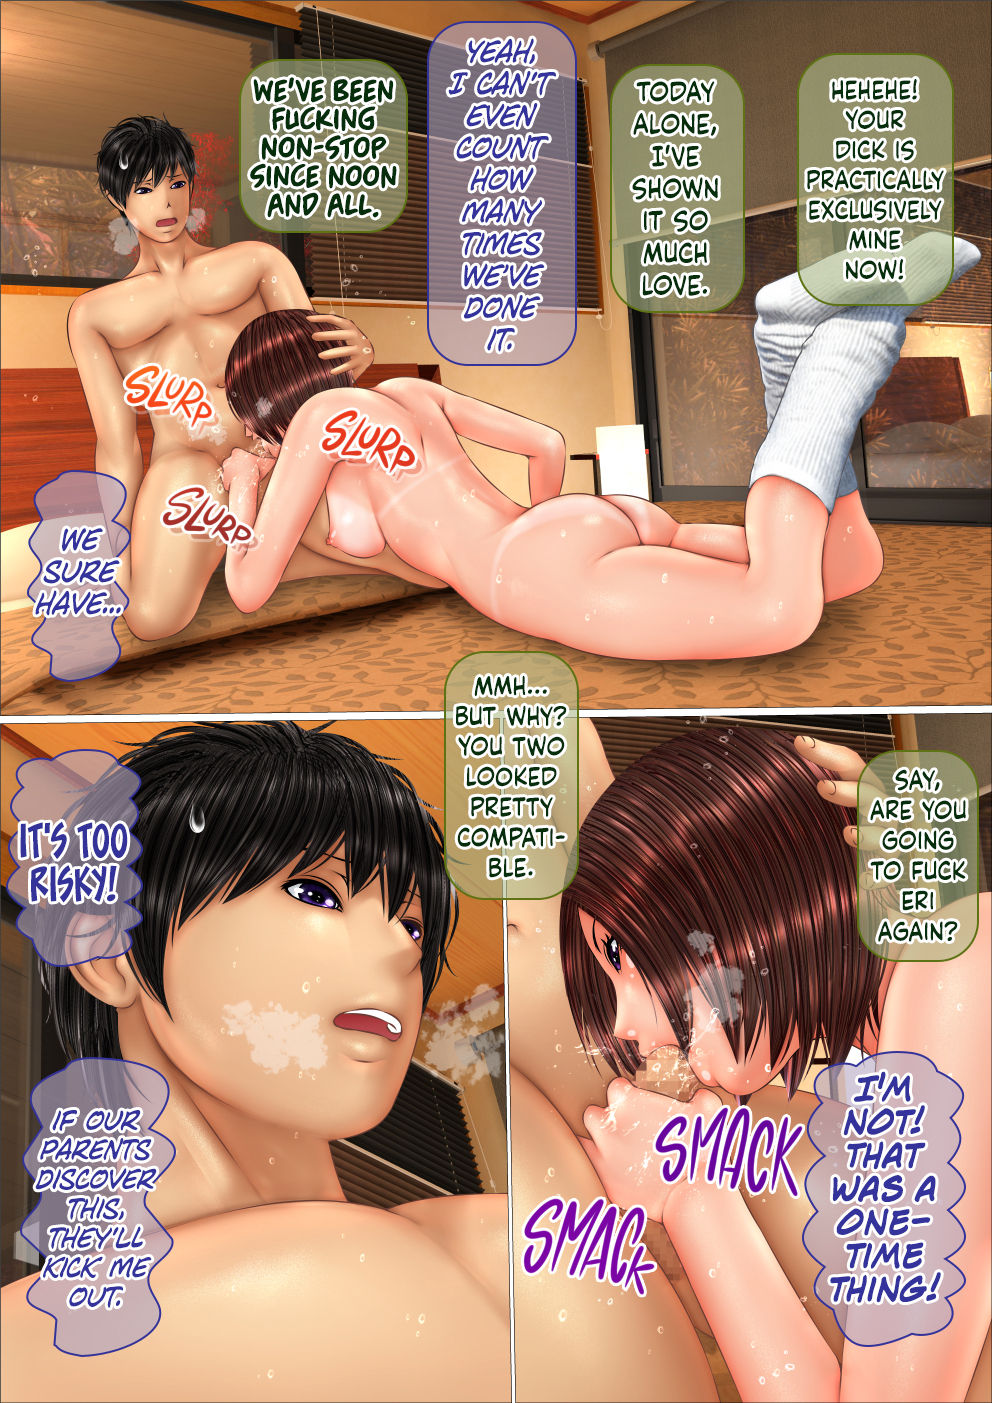 HEHEHE!
YOUR
DICK IS
PRACTICALLY
EXCLUSIVELY
MINE
NOW!
TODAY
ALONE,
I'VE
SHOWN
IT SO
MUCH
LOVE.
YEAH,
I CAN'T
EVEN
COUNT
HOW
MANY
TIMES
WE'VE
DONE
IT.
WE'VE BEEN
FUCKING
NON-STOP
SINCE NOON
AND ALL.
SLURP
SLURP
SLURP
WE
SURE
HAVE...
SAY,
ARE YOU
GOING
TO FUCK
ERI
AGAIN?
I'M
NOT!
THAT
WAS A
ONE-
TIME
THING!
SMACK
SMACK
MMH...
BUT WHY?
YOU TWO
LOOKED
PRETTY
COMPATI-
BLE.
IT'S TOO
RISKY!
IF OUR
PARENTS
DISCOVER
THIS,
THEY'LL
KICK ME
OUT.